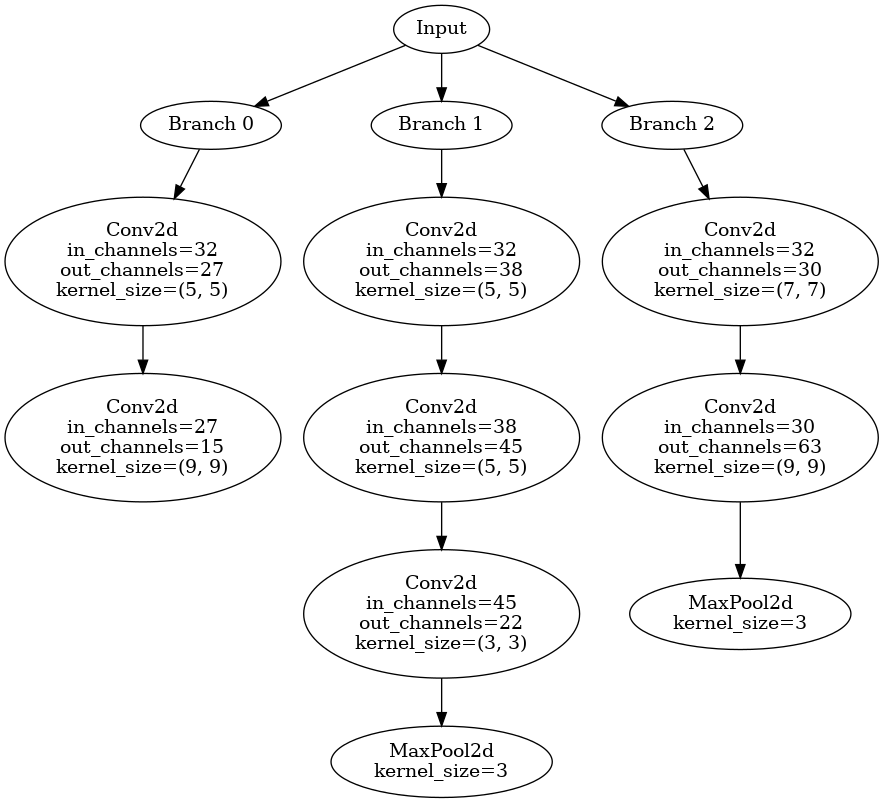 Input
Branch 0
Branch 1
Branch 2
Conv2d
in_channels=32
out_channels=27
kernel_size=(5, 5)
Conv2d
in_channels=32
out_channels=38
kernel_size=(5, 5)
Conv2d
in_channels=32
out_channels=30
kernel_size=(7, 7)
Conv2d
in_channels=27
out_channels=15
kernel_size=(9, 9)
Conv2d
in_channels=38
out_channels=45
kernel_size=(5, 5)
Conv2d
in_channels=30
out_channels=63
kernel_size=(9, 9)
Conv2d
in_channels=45
out_channels=22
kernel_size=(3, 3)
MaxPool2d
kernel_size=3
MaxPool2d
kernel_size=3